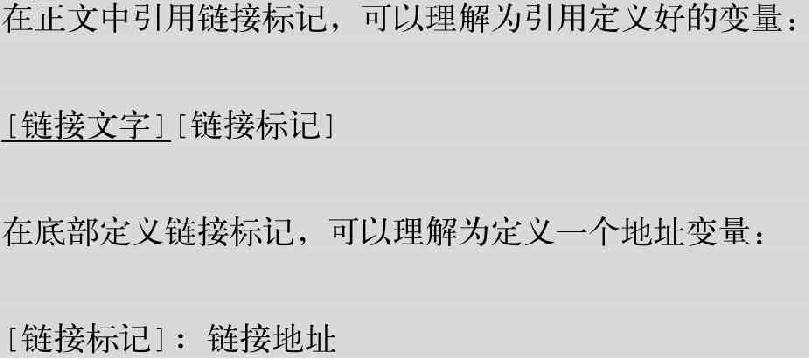 在正文中引用链接标记，可以理解为引用定义好的变量：
[链接文字][链接标记]
在底部定义链接标记，可以理解为定义一个地址变量：
[链接标记]：链接地址